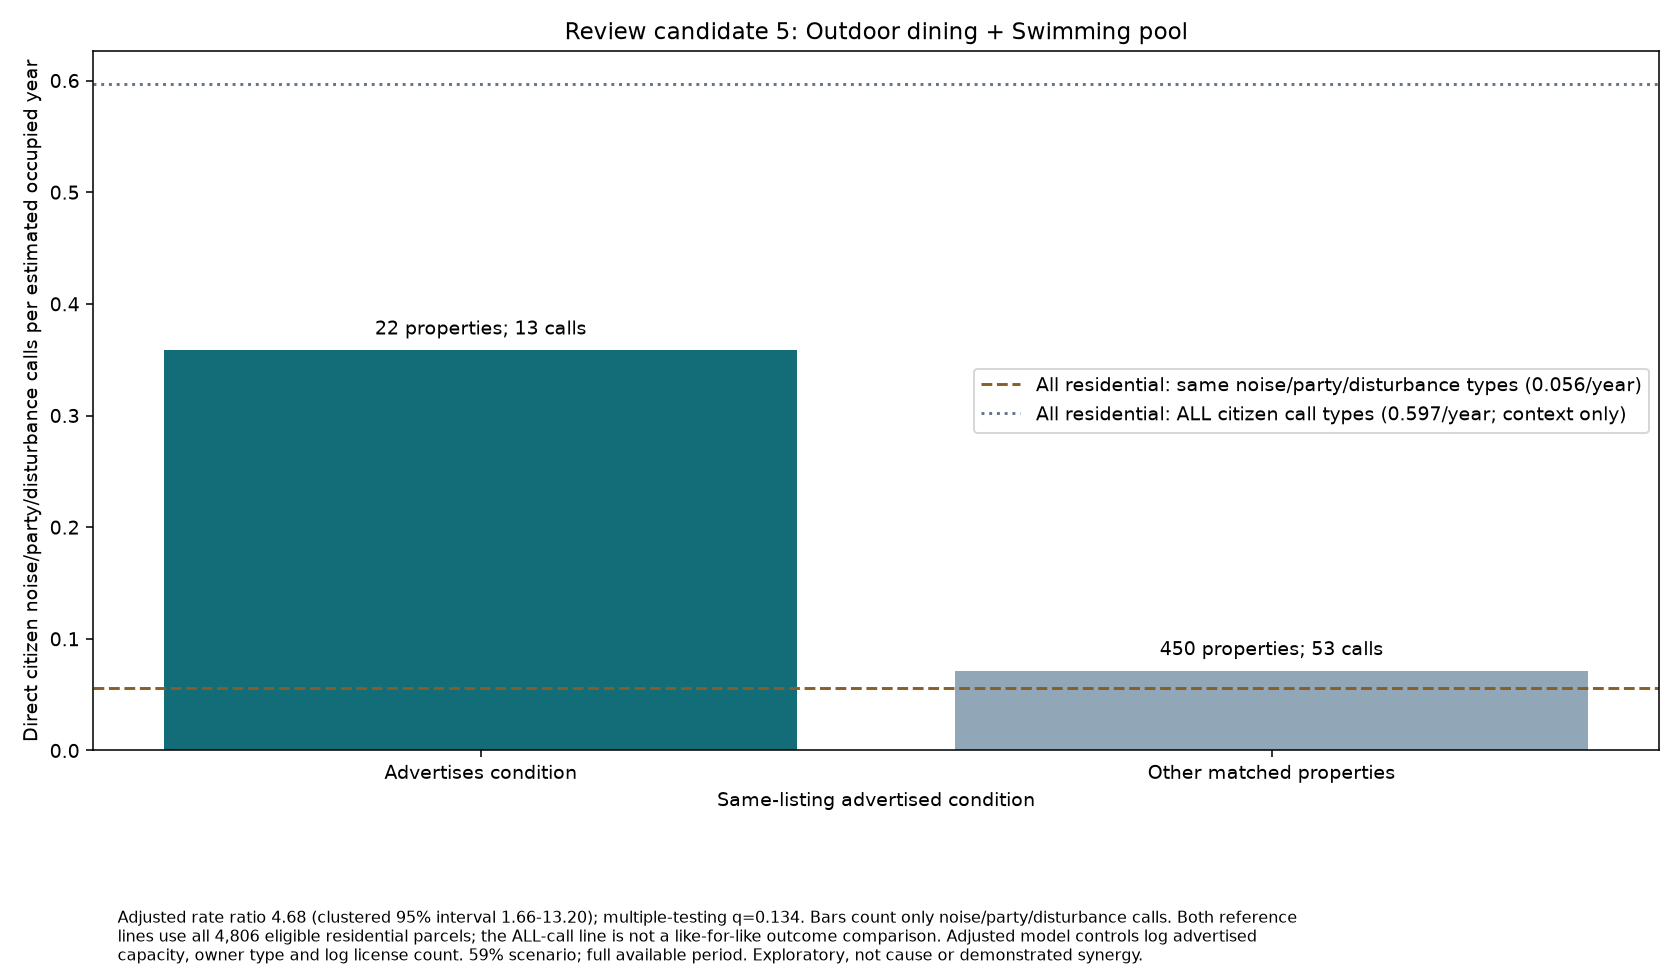 Review candidate 5: Outdoor dining + Swimming pool
Direct citizen noise/party/disturbance calls per estimated occupied year
0.6
0.5
0.4
0.3
0.2
0.1
0.0
22 properties; 13 calls
450 properties; 53 calls
All residential: same noise/party/disturbance types (0.056/year)
All residential: ALL citizen call types (0.597/year; context only)
Advertises condition
Other matched properties
Same-listing advertised condition
Adjusted rate ratio 4.68 (clustered 95% interval 1.66-13.20); multiple-testing q=0.134. Bars count only noise/party/disturbance calls. Both reference
lines use all 4,806 eligible residential parcels; the ALL-call line is not a like-for-like outcome comparison. Adjusted model controls log advertised
capacity, owner type and log license count. 59% scenario; full available period. Exploratory, not cause or demonstrated synergy.